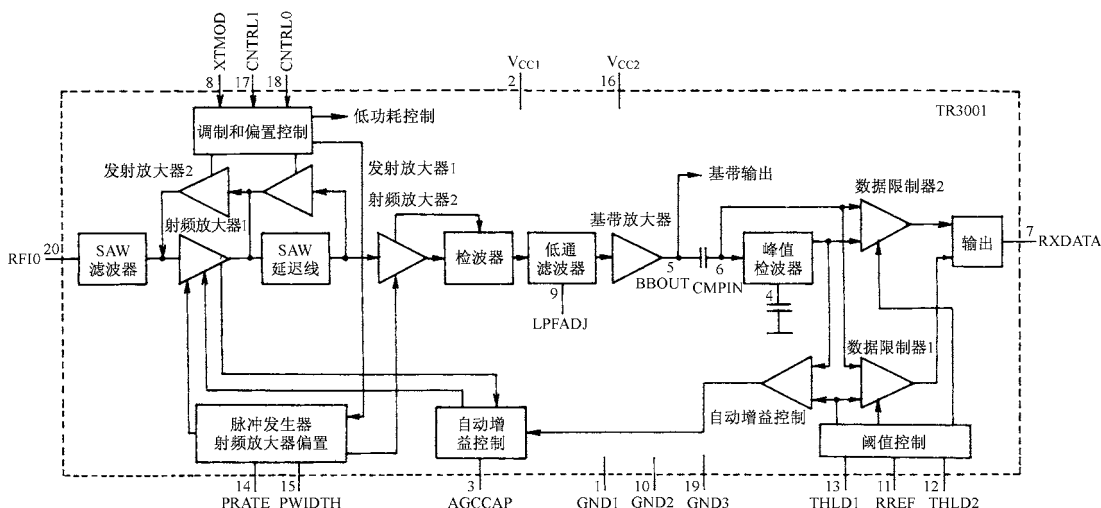 XTMOD
CNTRL1
CNTRL0
8
17
18
VCC1
2
VCC2
16
TR3001
调制和偏置控制
低功耗控制
发射放大器2
发射放大器1
射频放大器1
射频放大器2
基带输出
基带放大器
数据限制器2
20
RFI0
SAW
滤波器
SAW
延迟线
检波器
低通
滤波器
9
LPFADJ
5
BBOUT
6
CMPIN
峰值
检波器
4
输出
7
RXDATA
数据限制器1
自动增益控制
脉冲发生器
射频放大器偏置
自动增
益控制
阈值控制
14
PRATE
15
PWIDTH
3
AGCCAP
1
GND1
10
GND2
19
GND3
13
THLD1
11
RREF
12
THLD2